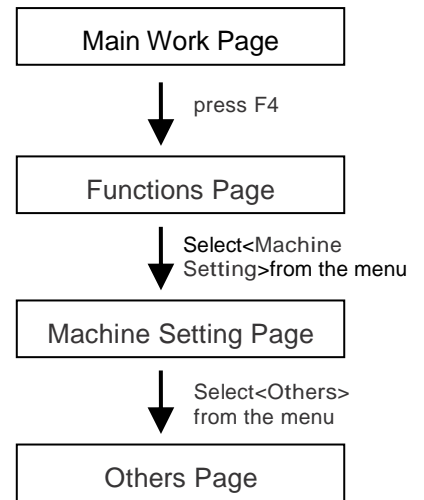 Main Work Page
press F4
Functions Page
Select<Machine
Setting>from the menu
Machine Setting Page
Select<Others>
from the menu
Others Page